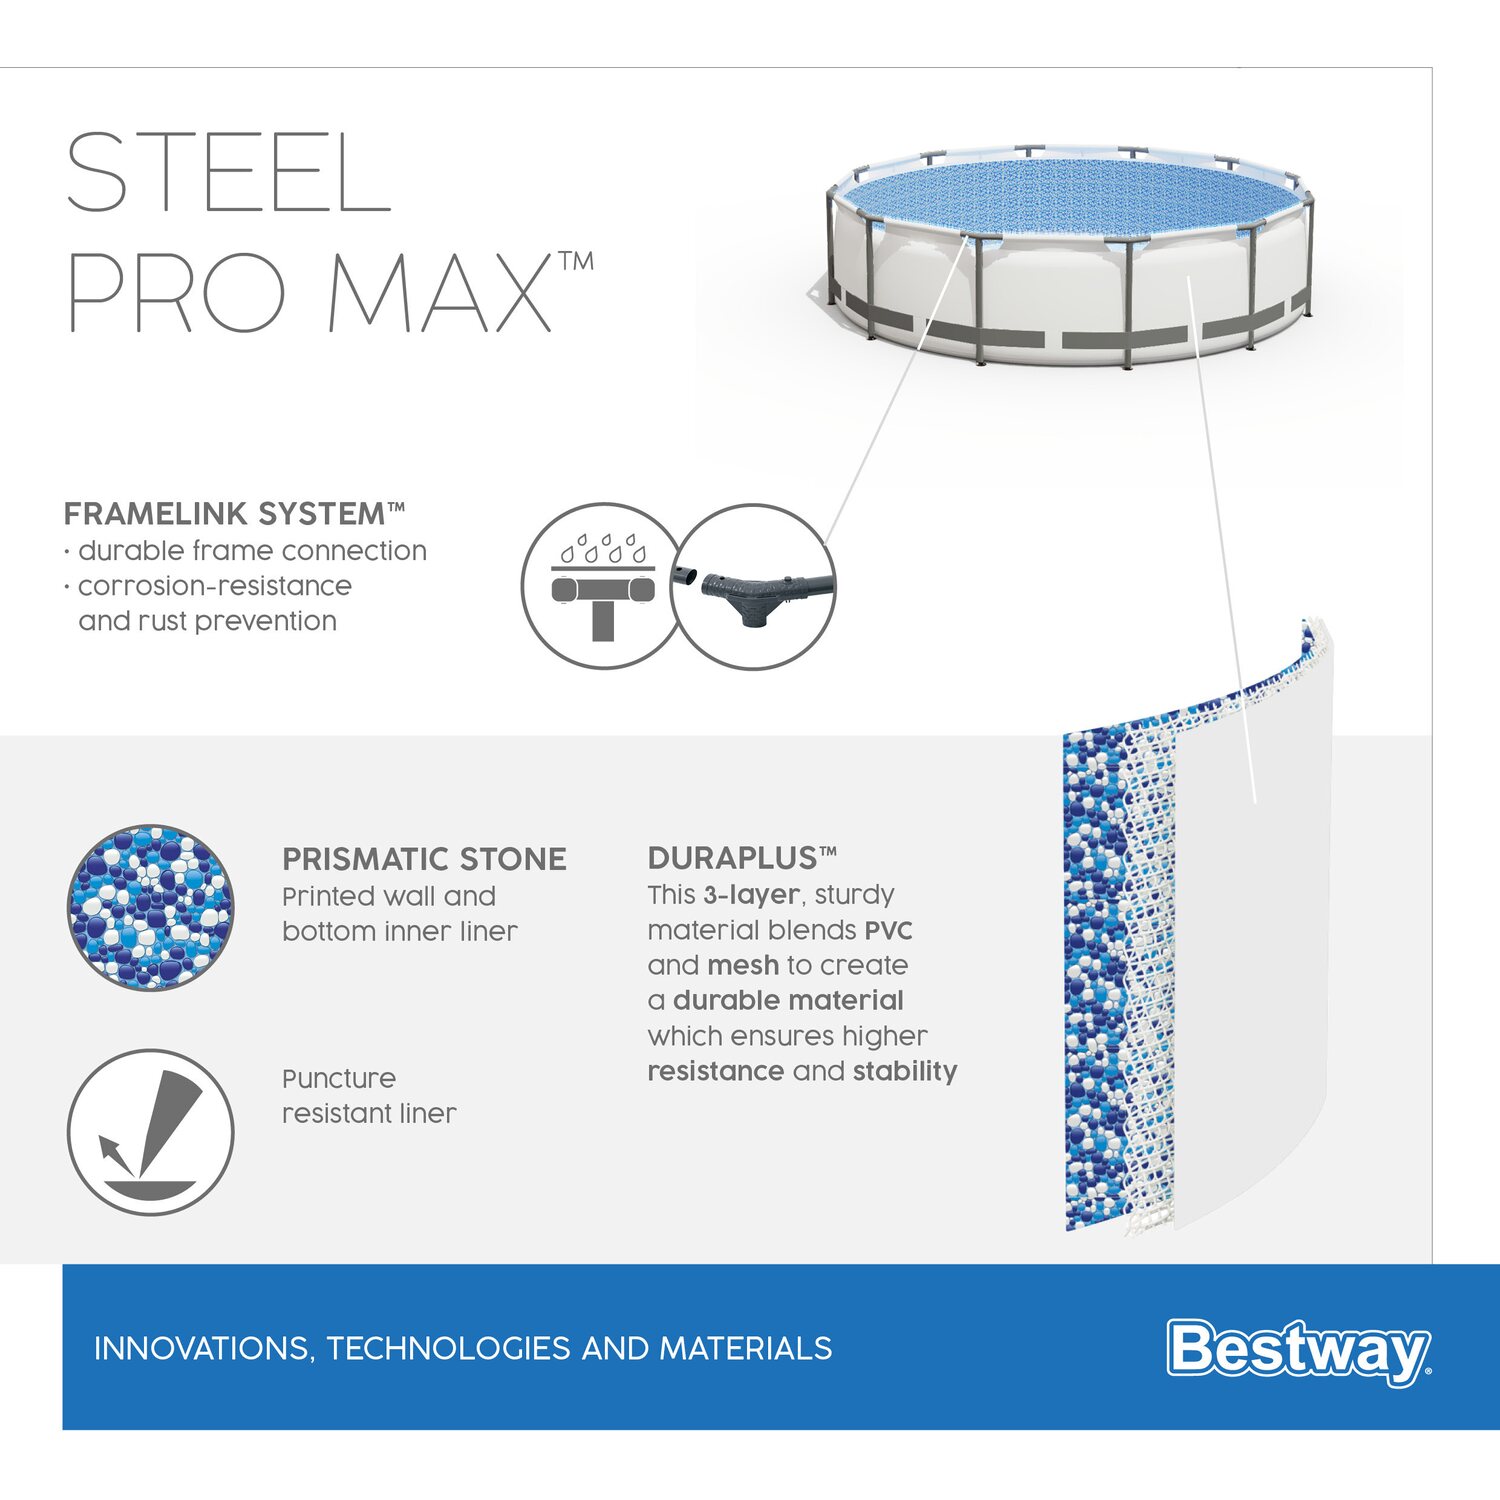 STEEL
PRO MAX™
FRAMELINK SYSTEM™
· durable frame connection
· corrosion-resistance
and rust prevention
PRISMATIC STONE
Printed wall and
bottom inner liner
Puncture
resistant liner
DURAPLUS™
This 3-layer, sturdy
material blends PVC
and mesh to create
a durable material
which ensures higher
resistance and stability
INNOVATIONS, TECHNOLOGIES AND MATERIALS
Bestway®